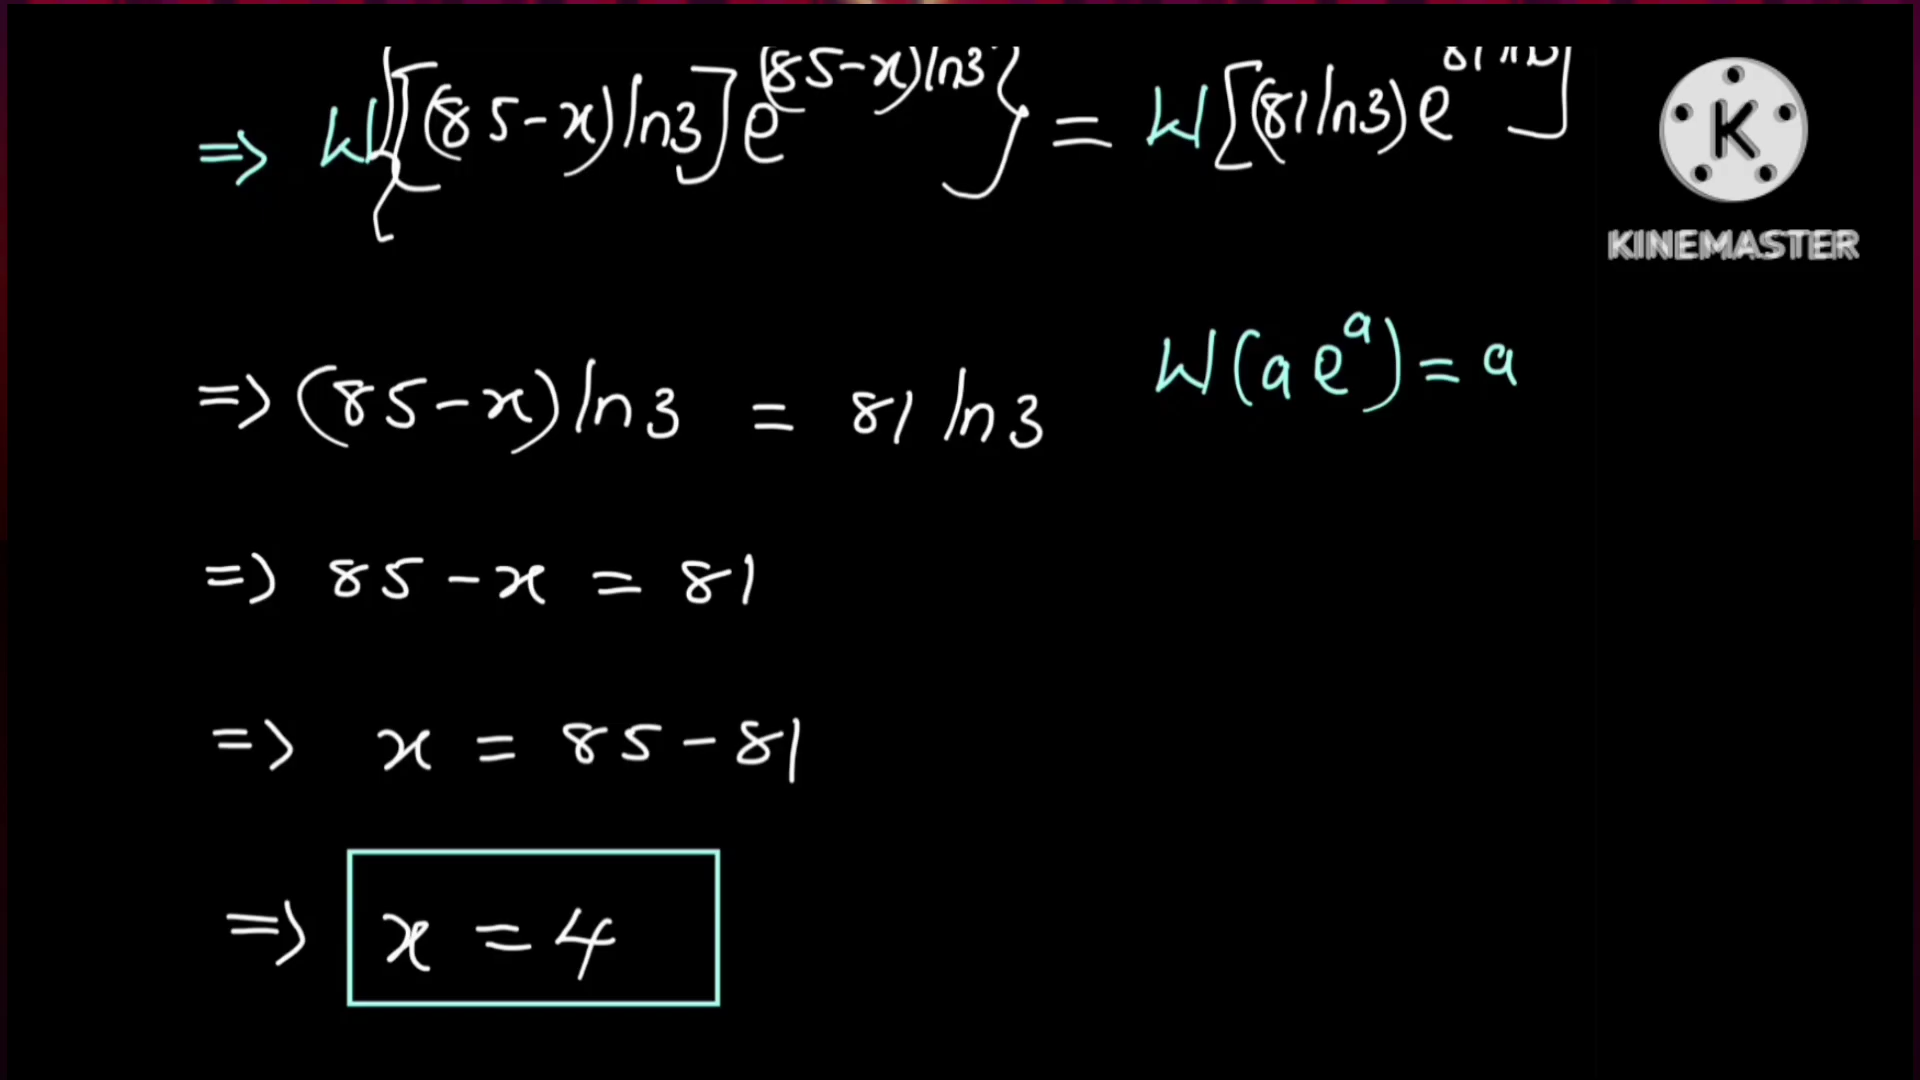 => W{[(85-x)ln3]e^(85-x)ln3} = W[(81ln3)e^81ln3]
K
KINEMASTER
W(ae^a)=a
=> (85-x)ln3 = 81 ln3
=> 85-x = 81
=> x = 85-81
=> x = 4